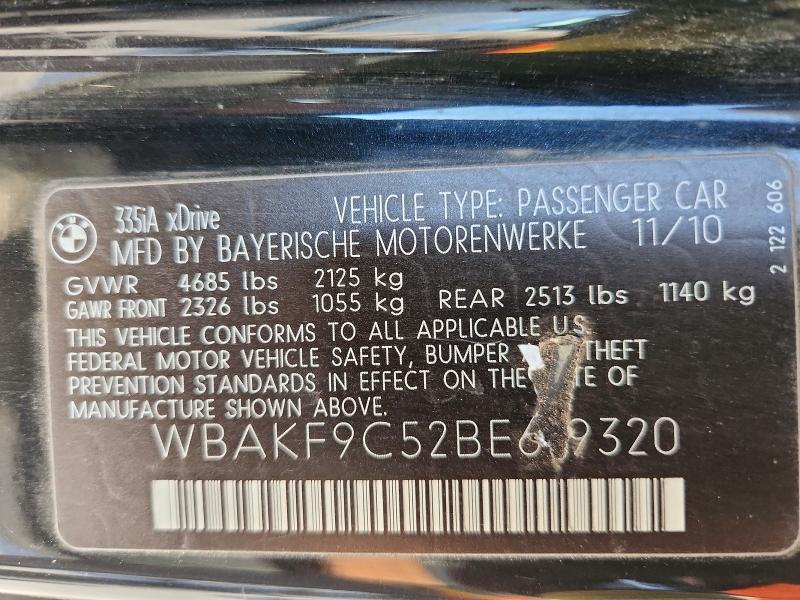 335iA xDrive VEHICLE TYPE: PASSENGER CAR
MFD BY BAYERISCHE MOTORENWERKE 11/10
GVWR 4685 lbs 2125 kg
GAWR FRONT 2326 lbs 1055 kg REAR 2513 lbs 1140 kg
THIS VEHICLE CONFORMS TO ALL APPLICABLE U.S.
FEDERAL MOTOR VEHICLE SAFETY, BUMPER THEFT
PREVENTION STANDARDS IN EFFECT ON THE OF
MANUFACTURE SHOWN ABOVE.
2 122 606